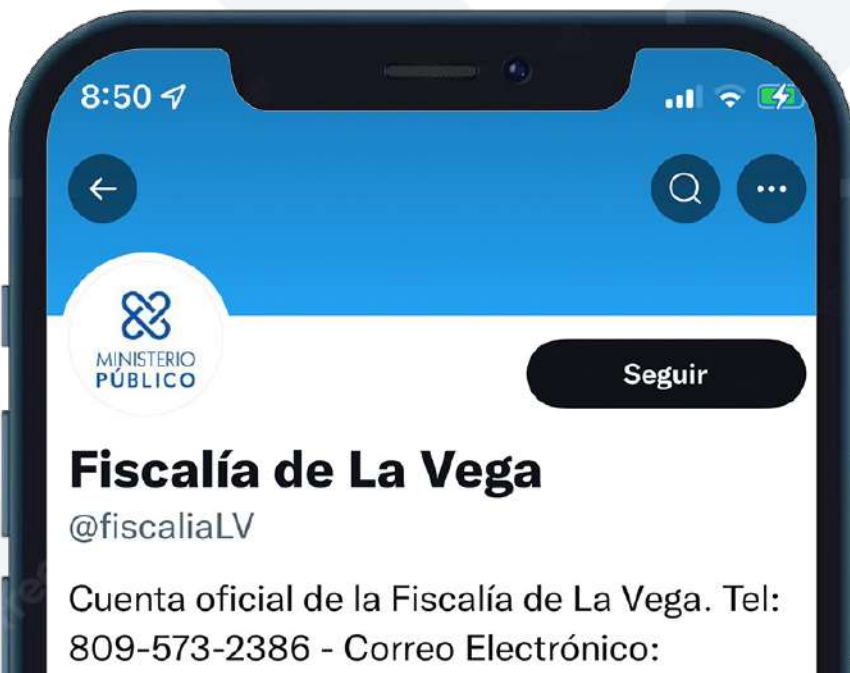 8:50
MINISTERIO
PÚBLICO
Seguir
Fiscalía de La Vega
@fiscaliaLV
Cuenta oficial de la Fiscalía de La Vega. Tel:
809-573-2386 - Correo Electrónico: